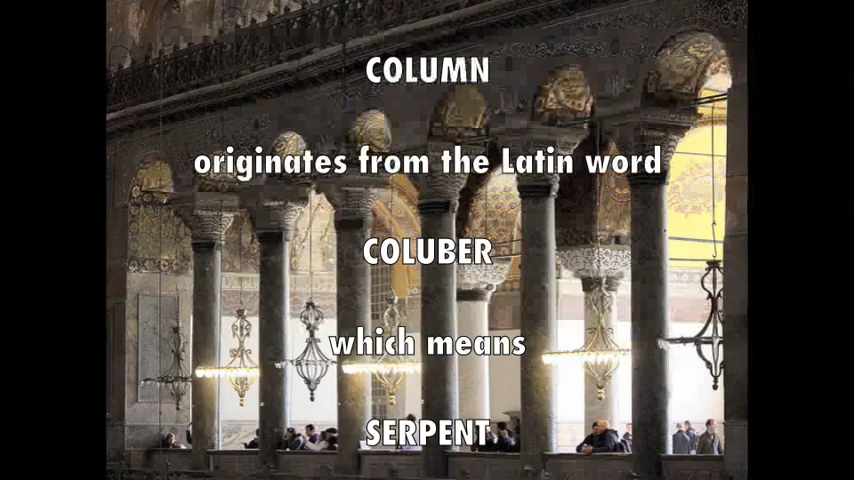 COLUMN
originates from the Latin word
COLUBER
which means
SERPENT